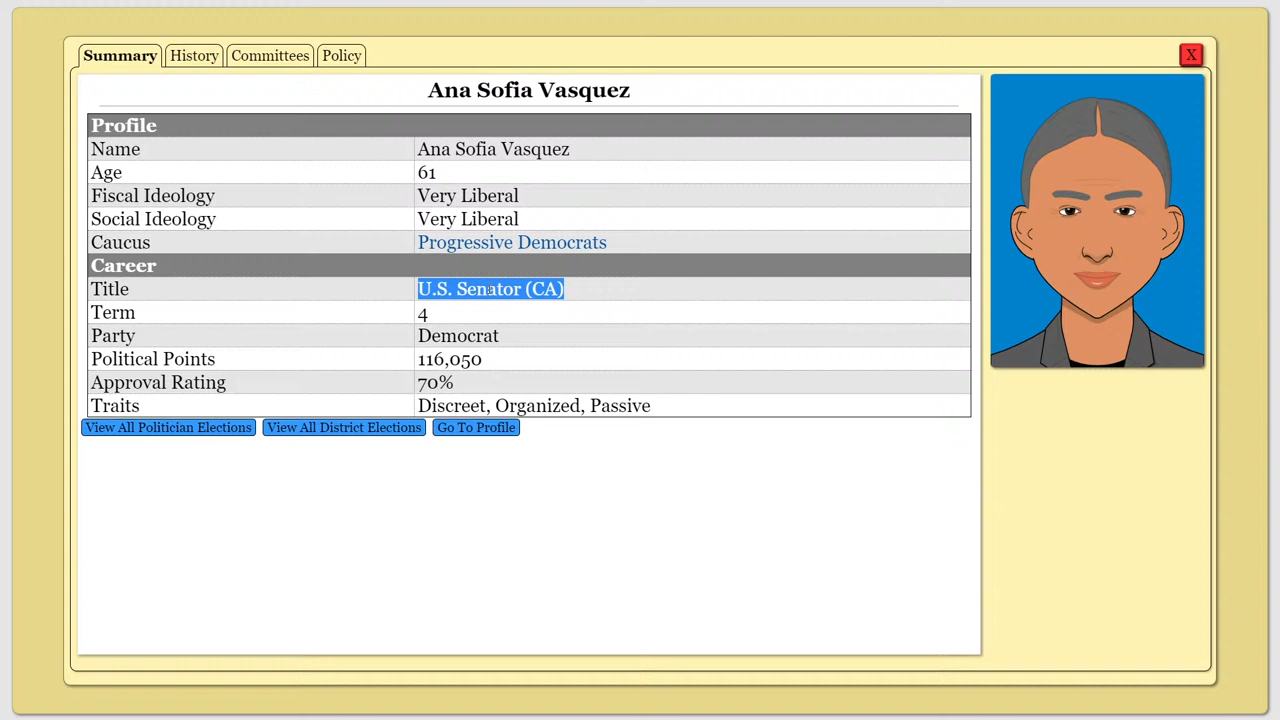 Summary History Committees Policy X
Ana Sofia Vasquez
Profile
Name Ana Sofia Vasquez
Age 61
Fiscal Ideology Very Liberal
Social Ideology Very Liberal
Caucus Progressive Democrats
Career
Title U.S. Senator (CA)
Term 4
Party Democrat
Political Points 116,050
Approval Rating 70%
Traits Discreet, Organized, Passive
View All Politician Elections View All District Elections Go To Profile